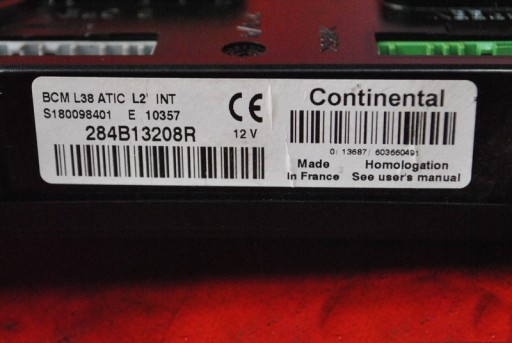 BCM L38 ATIC L2' INT
S180098401 E 10357
284B13208R
CE
12 V
Continental
0/ 13687/ 603660491
Made
in France
Homologation
See user's manual